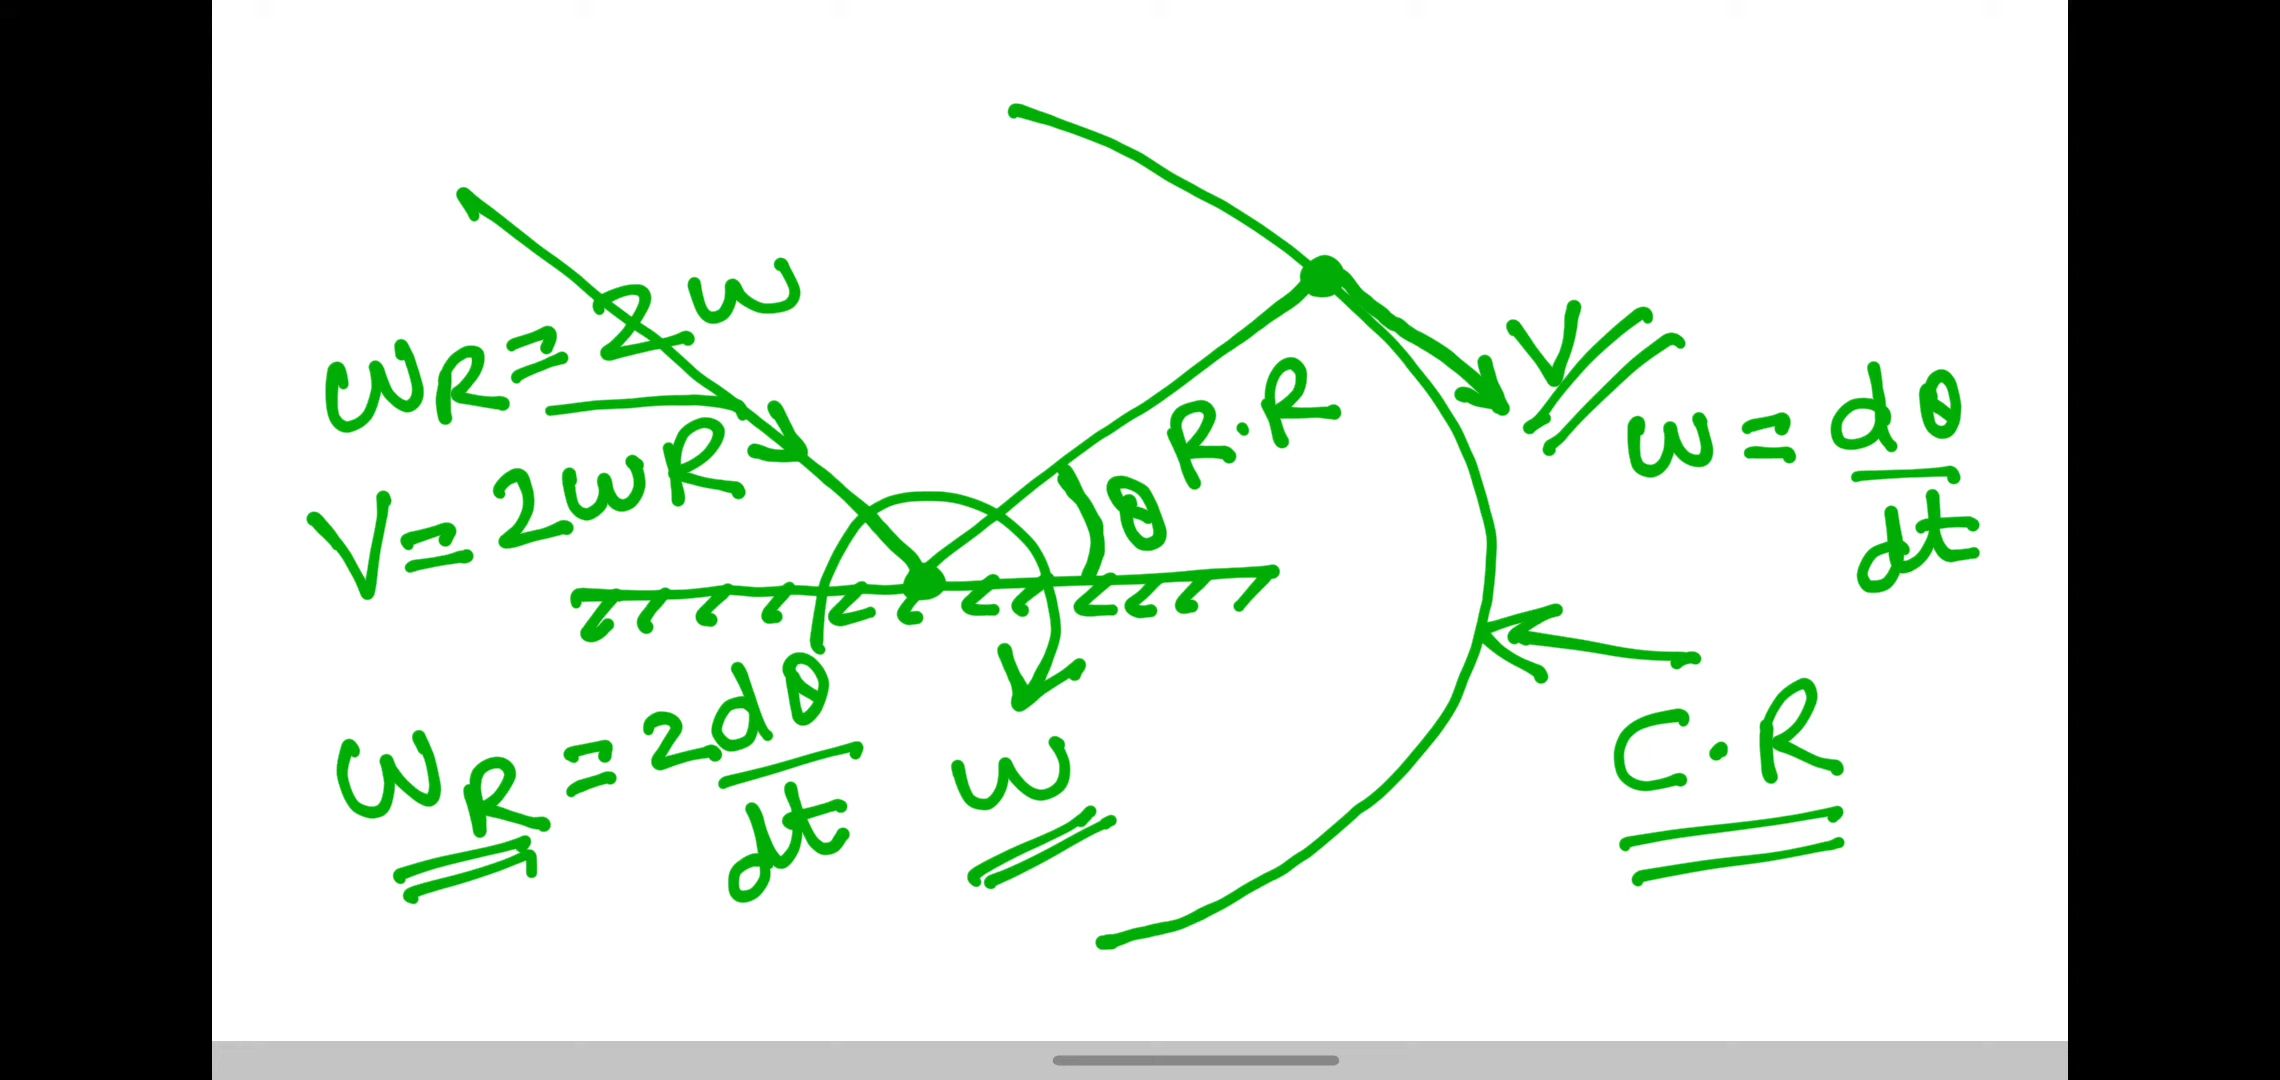 ωR = 2ω
V = 2ωR
θ
R.R
V
ω = dθ/dt
ωR = 2dθ/dt
ω
C.R